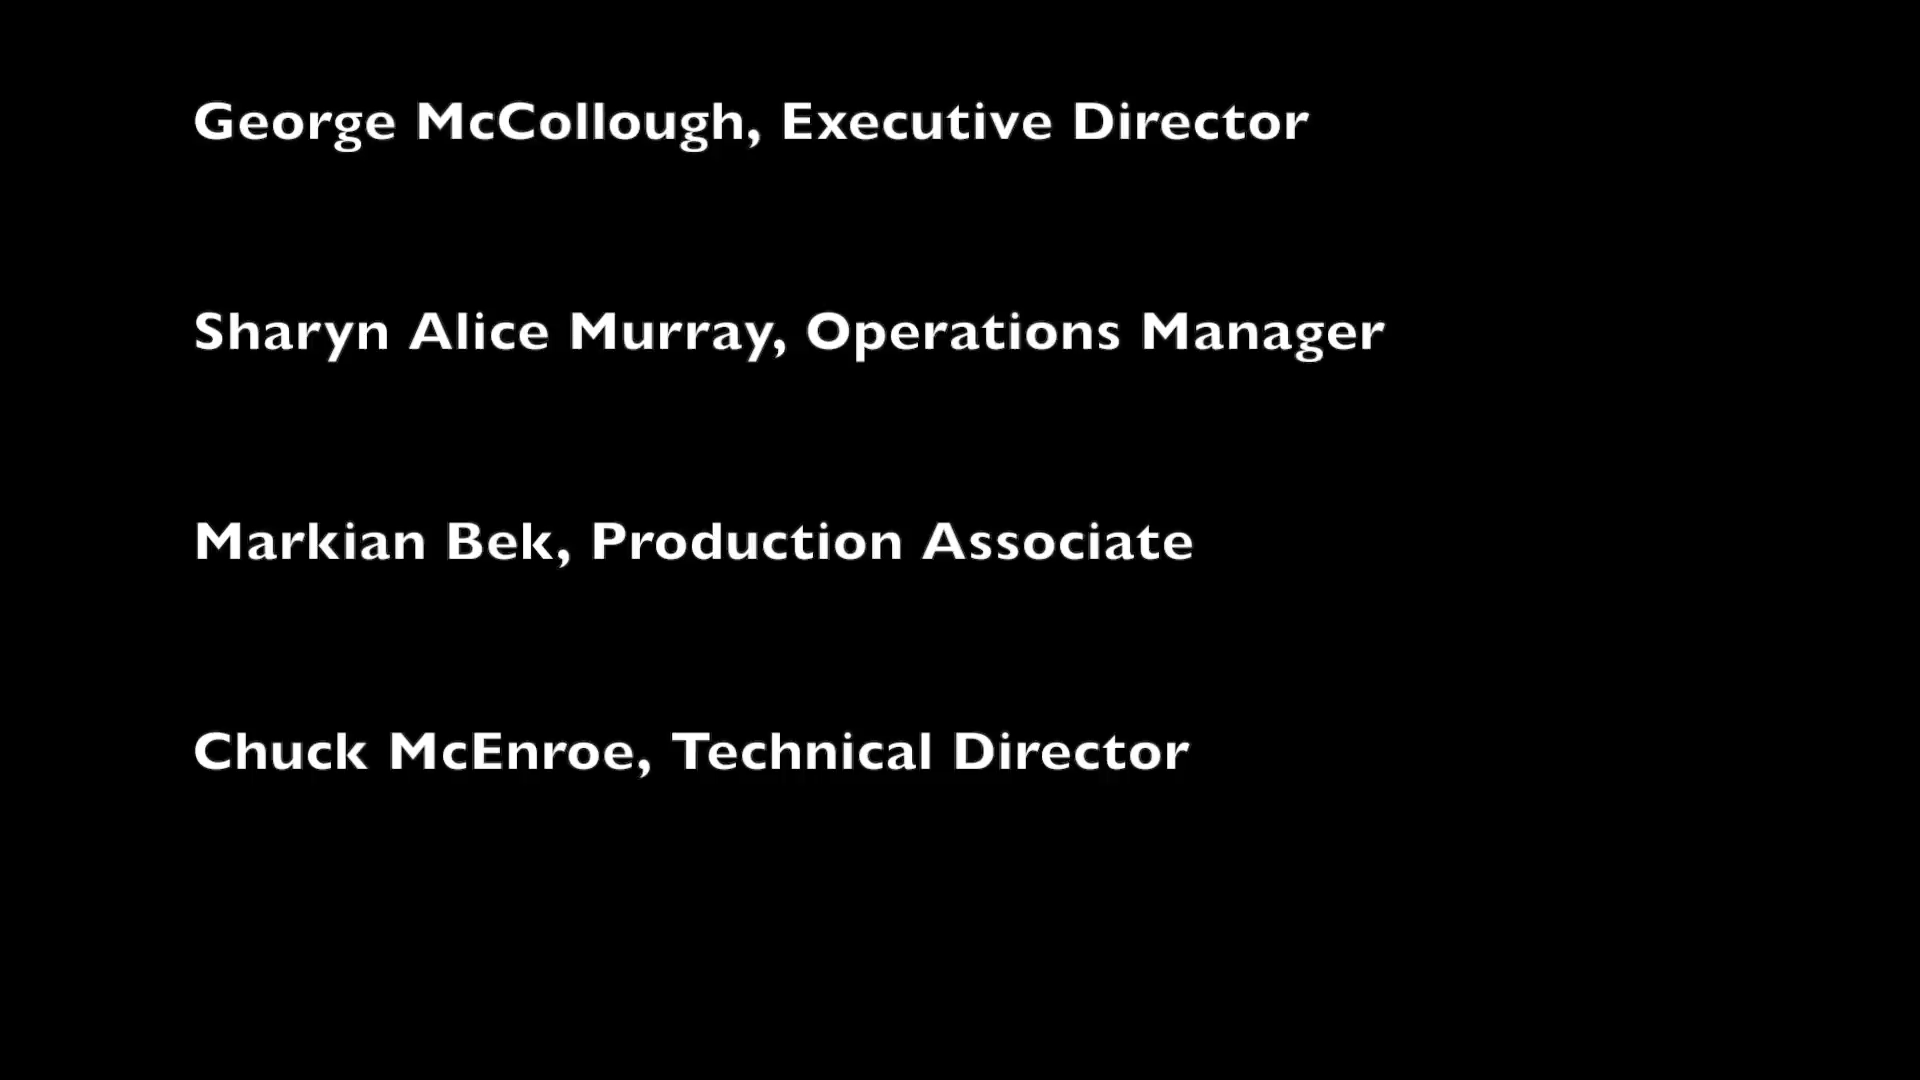 George McCollough, Executive Director
Sharyn Alice Murray, Operations Manager
Markian Bek, Production Associate
Chuck McEnroe, Technical Director